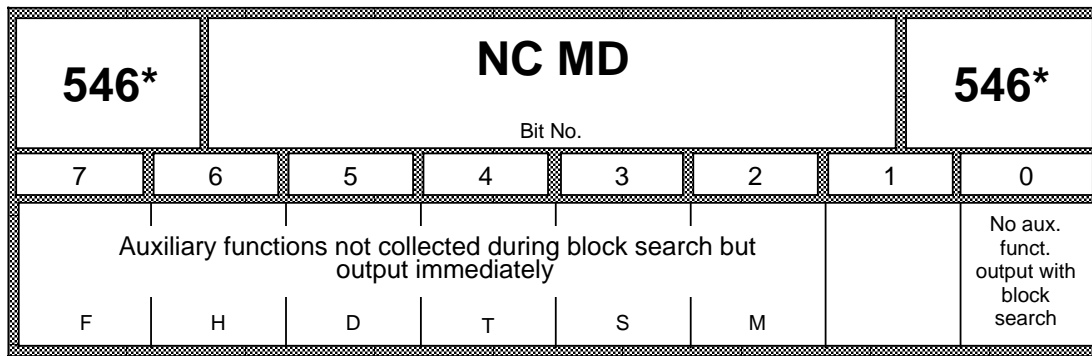 546*
NC MD
546*
Bit No.
7 6 5 4 3 2 1 0
Auxiliary functions not collected during block search but
output immediately
F H D T S M
No aux.
funct.
output with
block
search